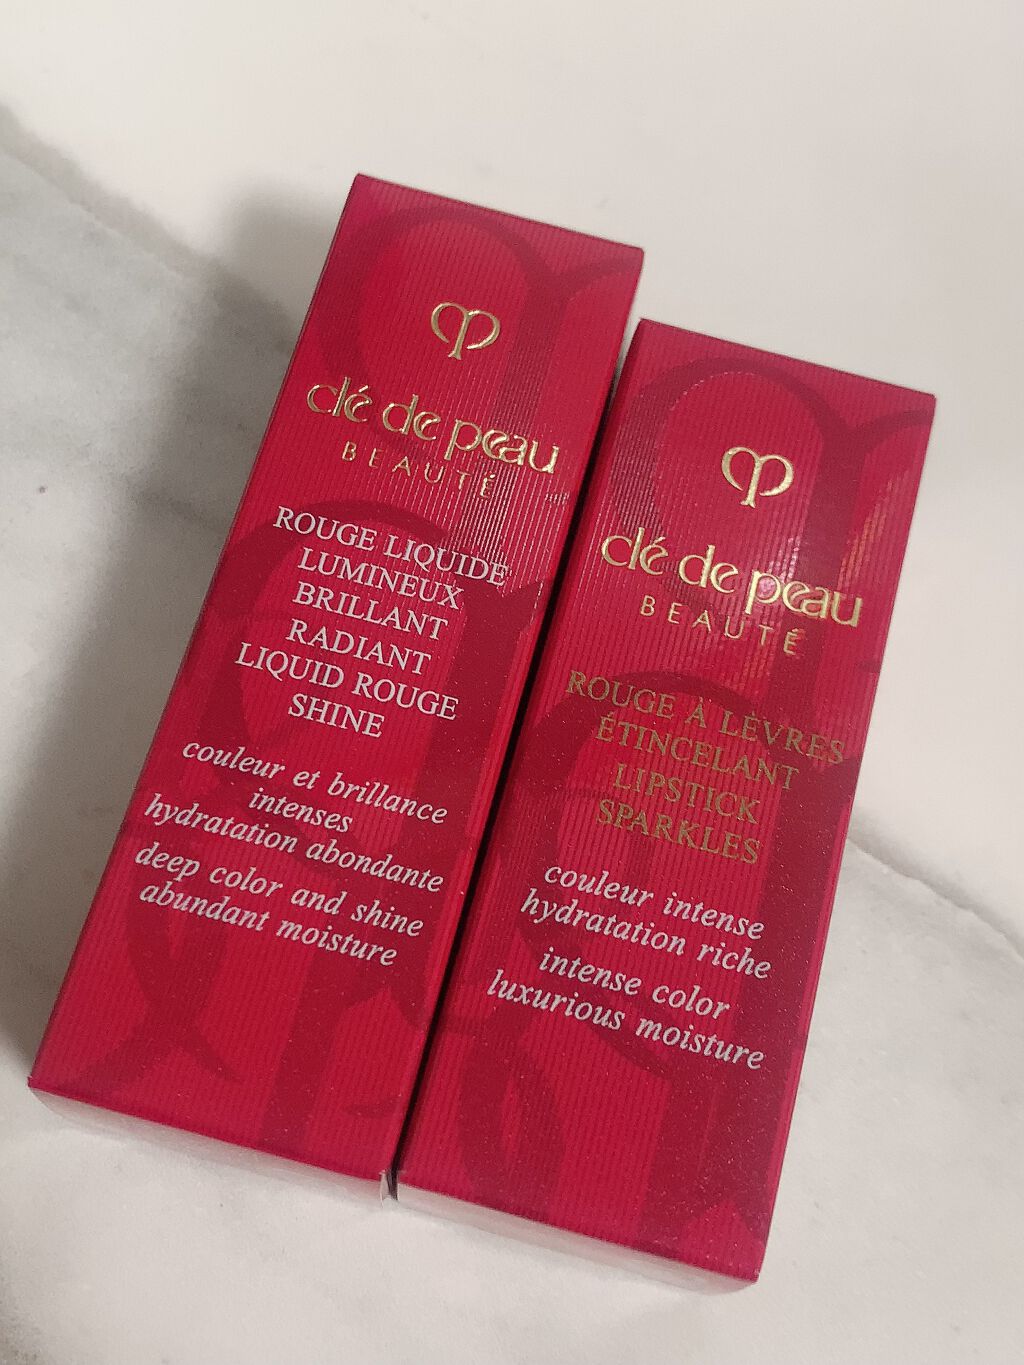 clé de peau
BEAUTÉ
ROUGE LIQUIDE
LUMINEUX
BRILLANT
RADIANT
LIQUID ROUGE
SHINE
couleur et brillance
intenses
hydratation abondante
deep color and shine
abundant moisture
clé de peau
BEAUTÉ
ROUGE À LÈVRES
ÉTINCELANT
LIPSTICK
SPARKLES
couleur intense
hydratation riche
intense color
luxurious moisture